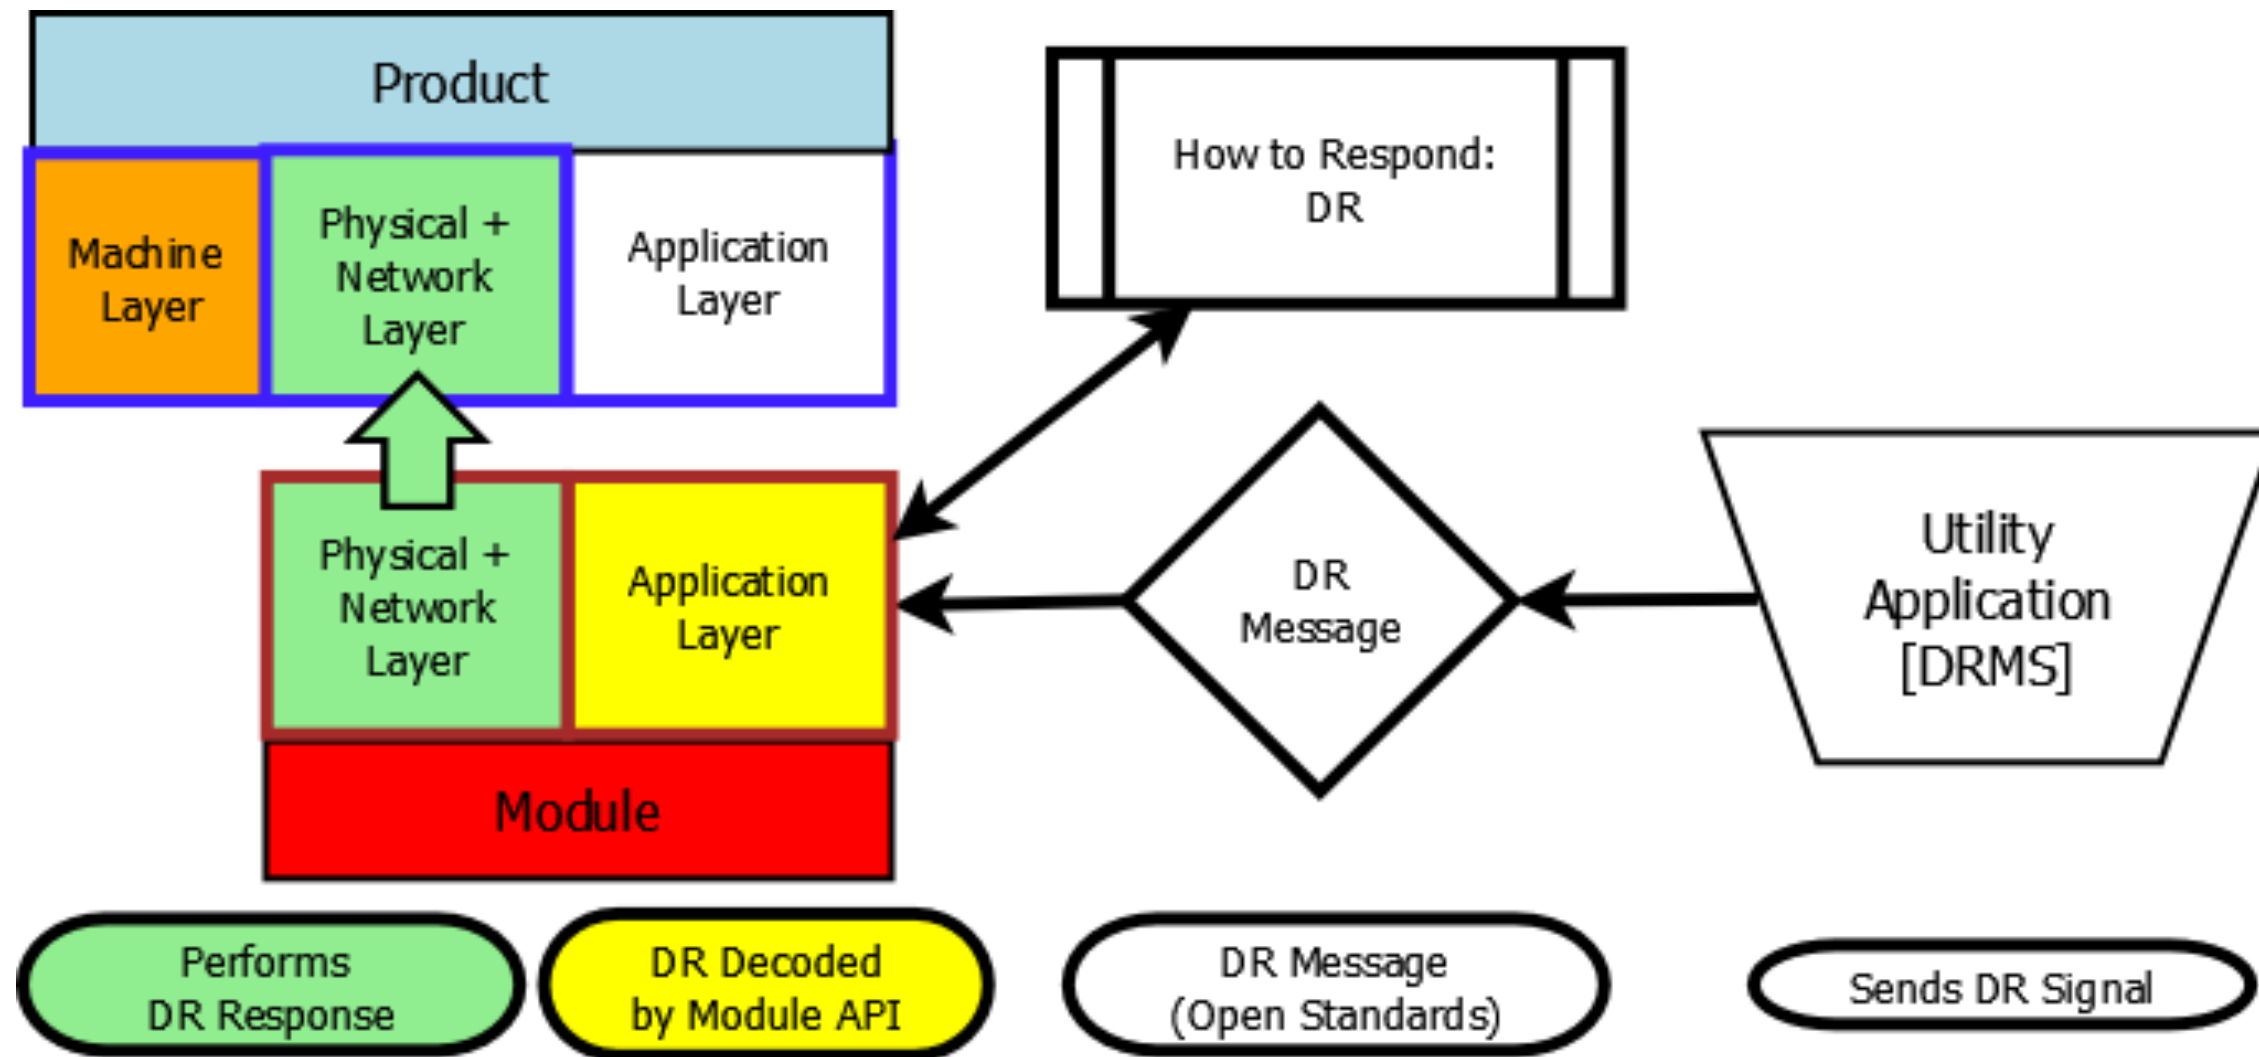 Product
Machine
Layer
Physical +
Network
Layer
Application
Layer
How to Respond:
DR
Physical +
Network
Layer
Application
Layer
Module
DR
Message
Utility
Application
[DRMS]
Performs
DR Response
DR Decoded
by Module API
DR Message
(Open Standards)
Sends DR Signal